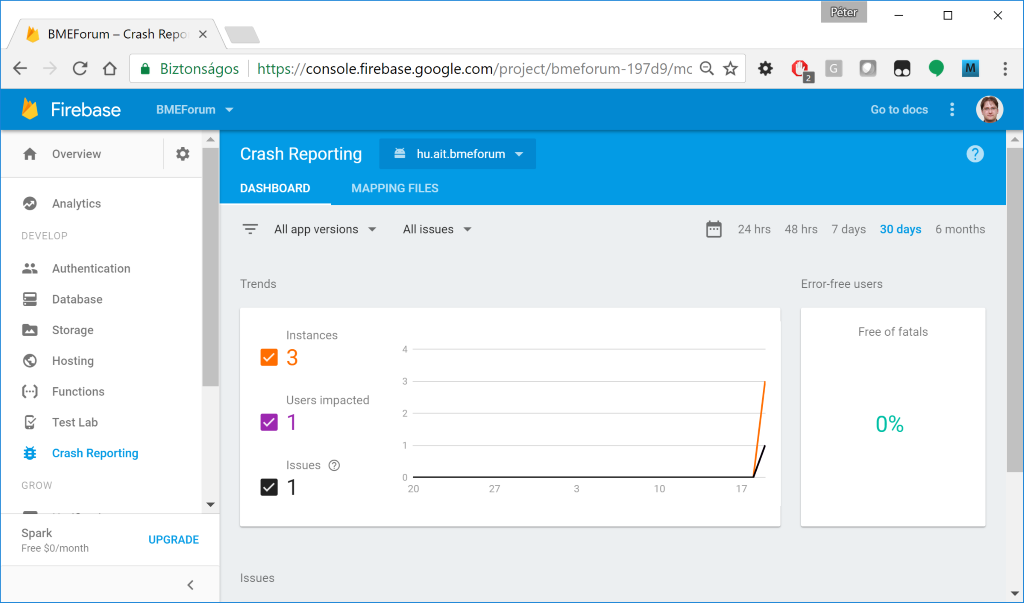 Péter
BMEForum – Crash Repo
Biztonságos https://console.firebase.google.com/project/bmeforum-197d9/mc
2
G
M
Firebase BMEForum Go to docs
Overview
Crash Reporting hu.ait.bmeforum
DASHBOARD MAPPING FILES
Analytics
DEVELOP
Authentication
Database
Storage
Hosting
Functions
Test Lab
Crash Reporting
GROW
Spark
Free $0/month
UPGRADE
All app versions All issues 24 hrs 48 hrs 7 days 30 days 6 months
Trends
Instances
3
Users impacted
1
Issues
1
4
3
2
1
0
20 27 3 10 17
Error-free users
Free of fatals
0%
Issues